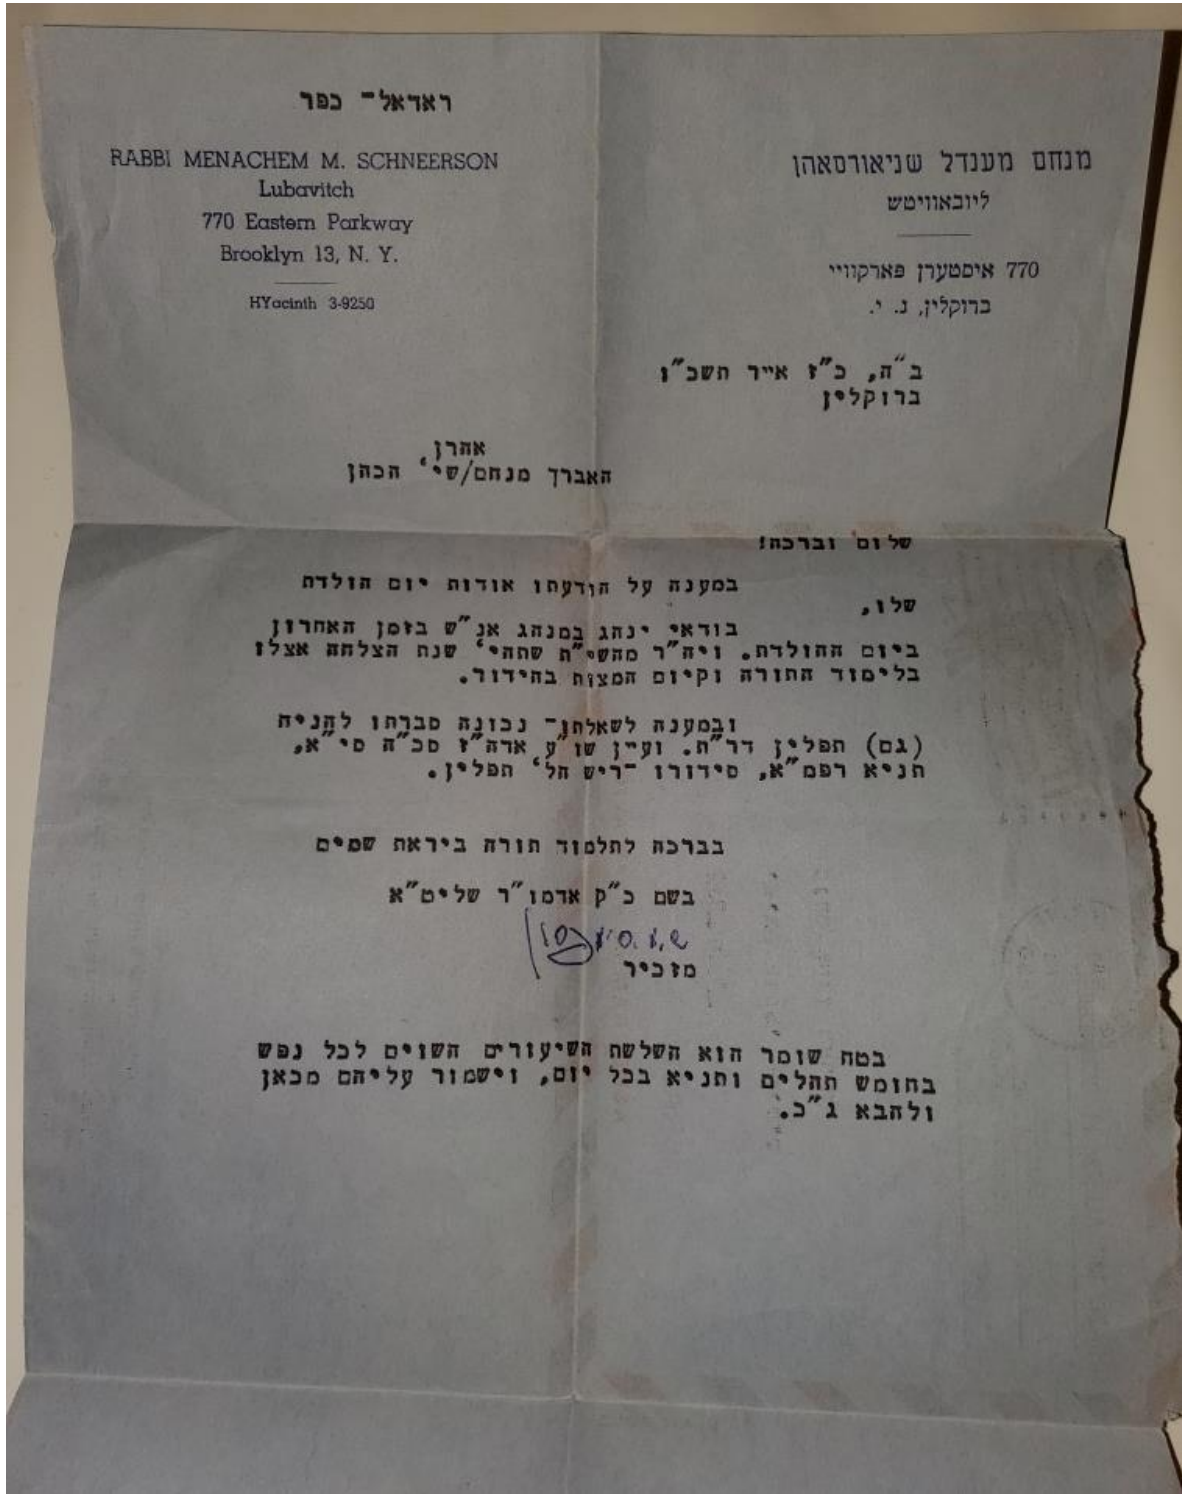 ראדאל- כפר
RABBI MENACHEM M. SCHNEERSON
Lubavitch
770 Eastern Parkway
Brooklyn 13, N. Y.
HYacinth 3-9250
מנחם מענדל שניאורסאהן
ליובאוויטש
770 איסטערן פארקוויי
ברוקלין, נ. י.
ב"ה, כ"ז אייר תשכ"ו
ברוקלין
אהרן
האברך מנחם/שי' הכהן
שלום וברכה!
במענה על הודעתו אודות יום הולדת
שלו,
בודאי ינהג במנהג אנ"ש בזמן האחרון
ביום ההולדת. ויה"ר מהשי"ת שתהי' שנת הצלחה אצלו
בלימוד התורה וקיום המצות בהידור.
ובמענה לשאלתו- נכונה סברתו להניח
(גם) תפלין דר"ת. ועיין שו"ע אדה"ז סכ"ה סי"א,
תניא רפמ"א, סידורו -ריש הל' תפלין.
בברכה לתלמוד תורה ביראת שמים
בשם כ"ק אדמו"ר שליט"א
מזכיר
בטח שומר הוא השלשת השיעורים השוים לכל נפש
בחומש תהלים ותניא בכל יום, וישמור עליהם מכאן
ולהבא ג"כ.